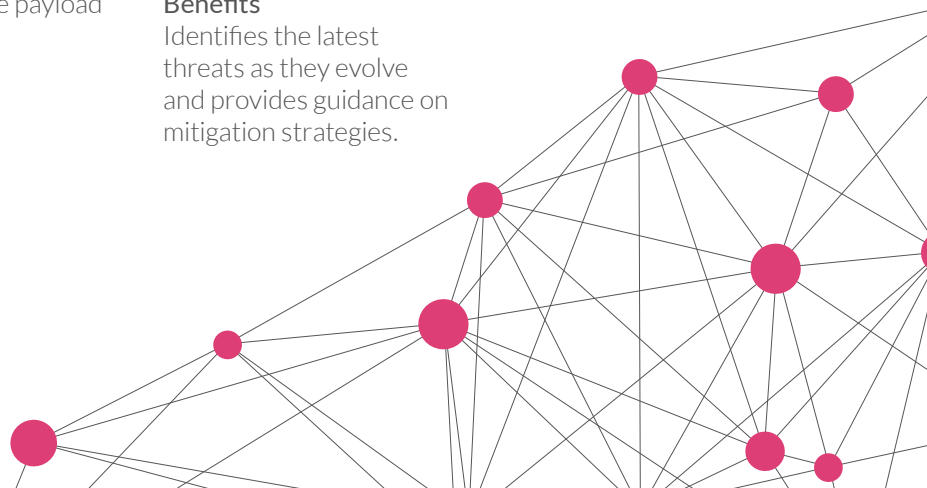 e payload
Benefits
Identifies the latest
threats as they evolve
and provides guidance on
mitigation strategies.